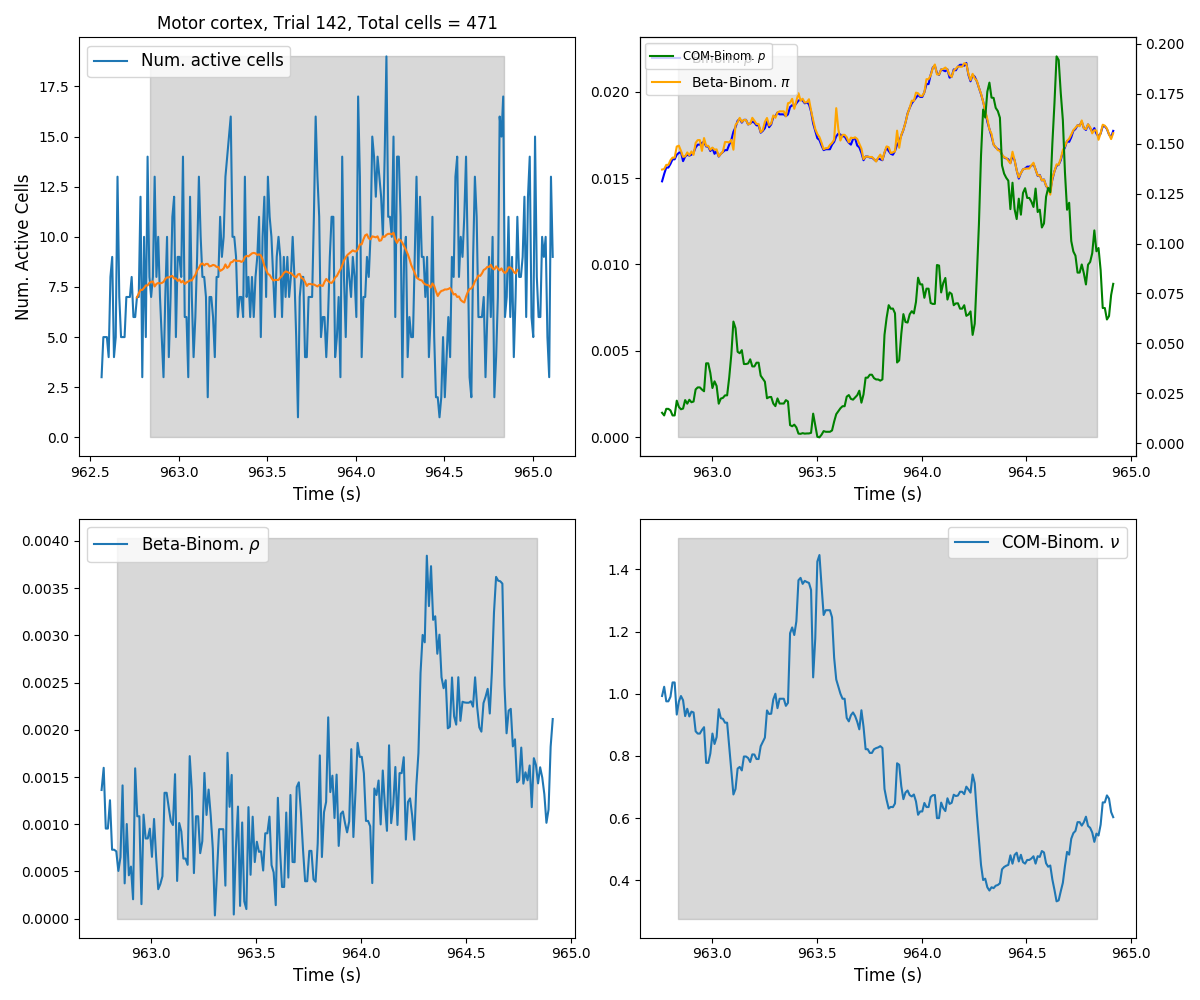 Motor cortex, Trial 142, Total cells = 471
Num. active cells
Num. Active Cells
17.5
15.0
12.5
10.0
7.5
5.0
2.5
0.0
962.5 963.0 963.5 964.0 964.5 965.0
Time (s)
COM-Binom. p
Beta-Binom. π
0.020
0.015
0.010
0.005
0.000
0.200
0.175
0.150
0.125
0.100
0.075
0.050
0.025
0.000
963.0 963.5 964.0 964.5 965.0
Time (s)
Beta-Binom. ρ
0.0040
0.0035
0.0030
0.0025
0.0020
0.0015
0.0010
0.0005
0.0000
963.0 963.5 964.0 964.5 965.0
Time (s)
COM-Binom. ν
1.4
1.2
1.0
0.8
0.6
0.4
963.0 963.5 964.0 964.5 965.0
Time (s)